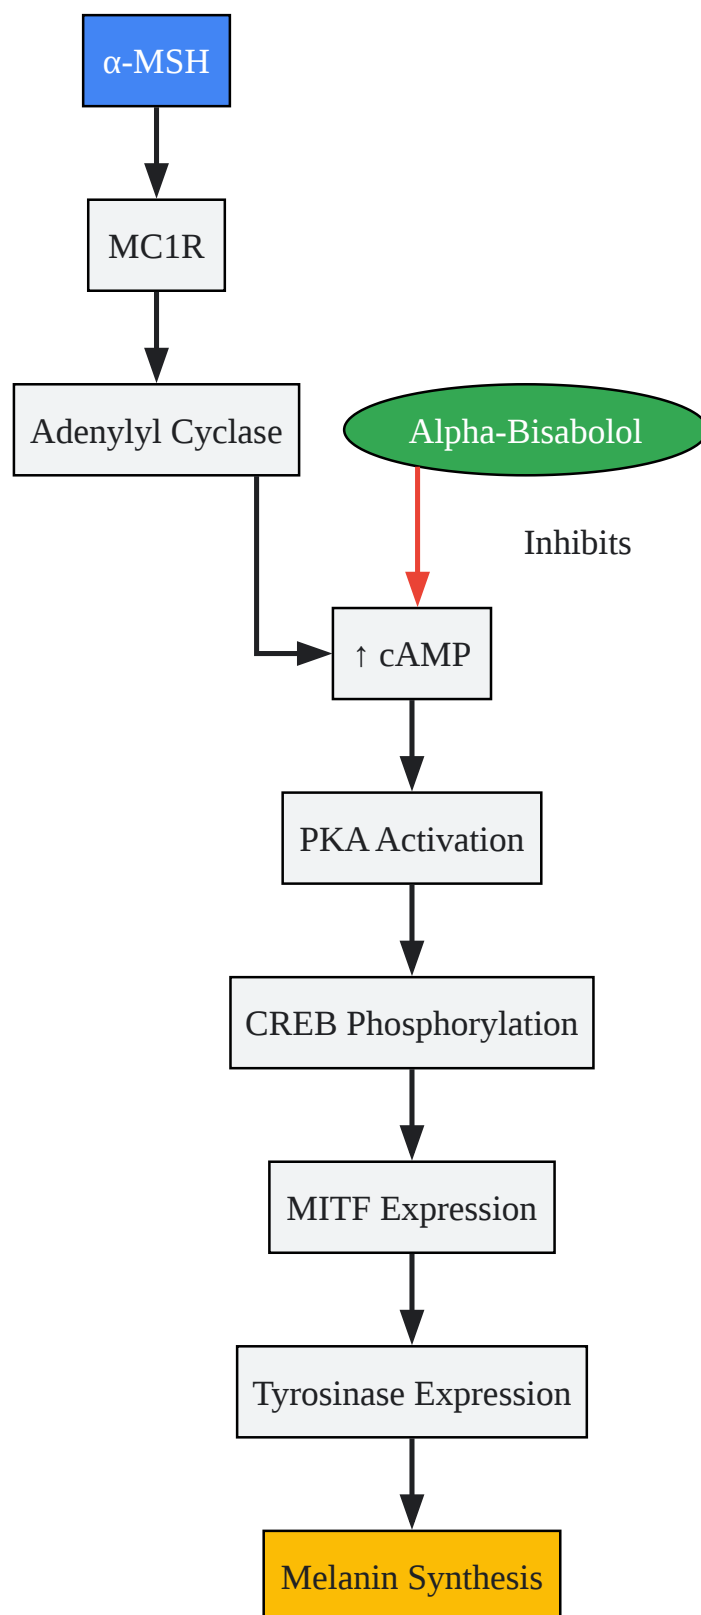 α-MSH
MC1R
Adenylyl Cyclase
Alpha-Bisabolol
Inhibits
↑ cAMP
PKA Activation
CREB Phosphorylation
MITF Expression
Tyrosinase Expression
Melanin Synthesis